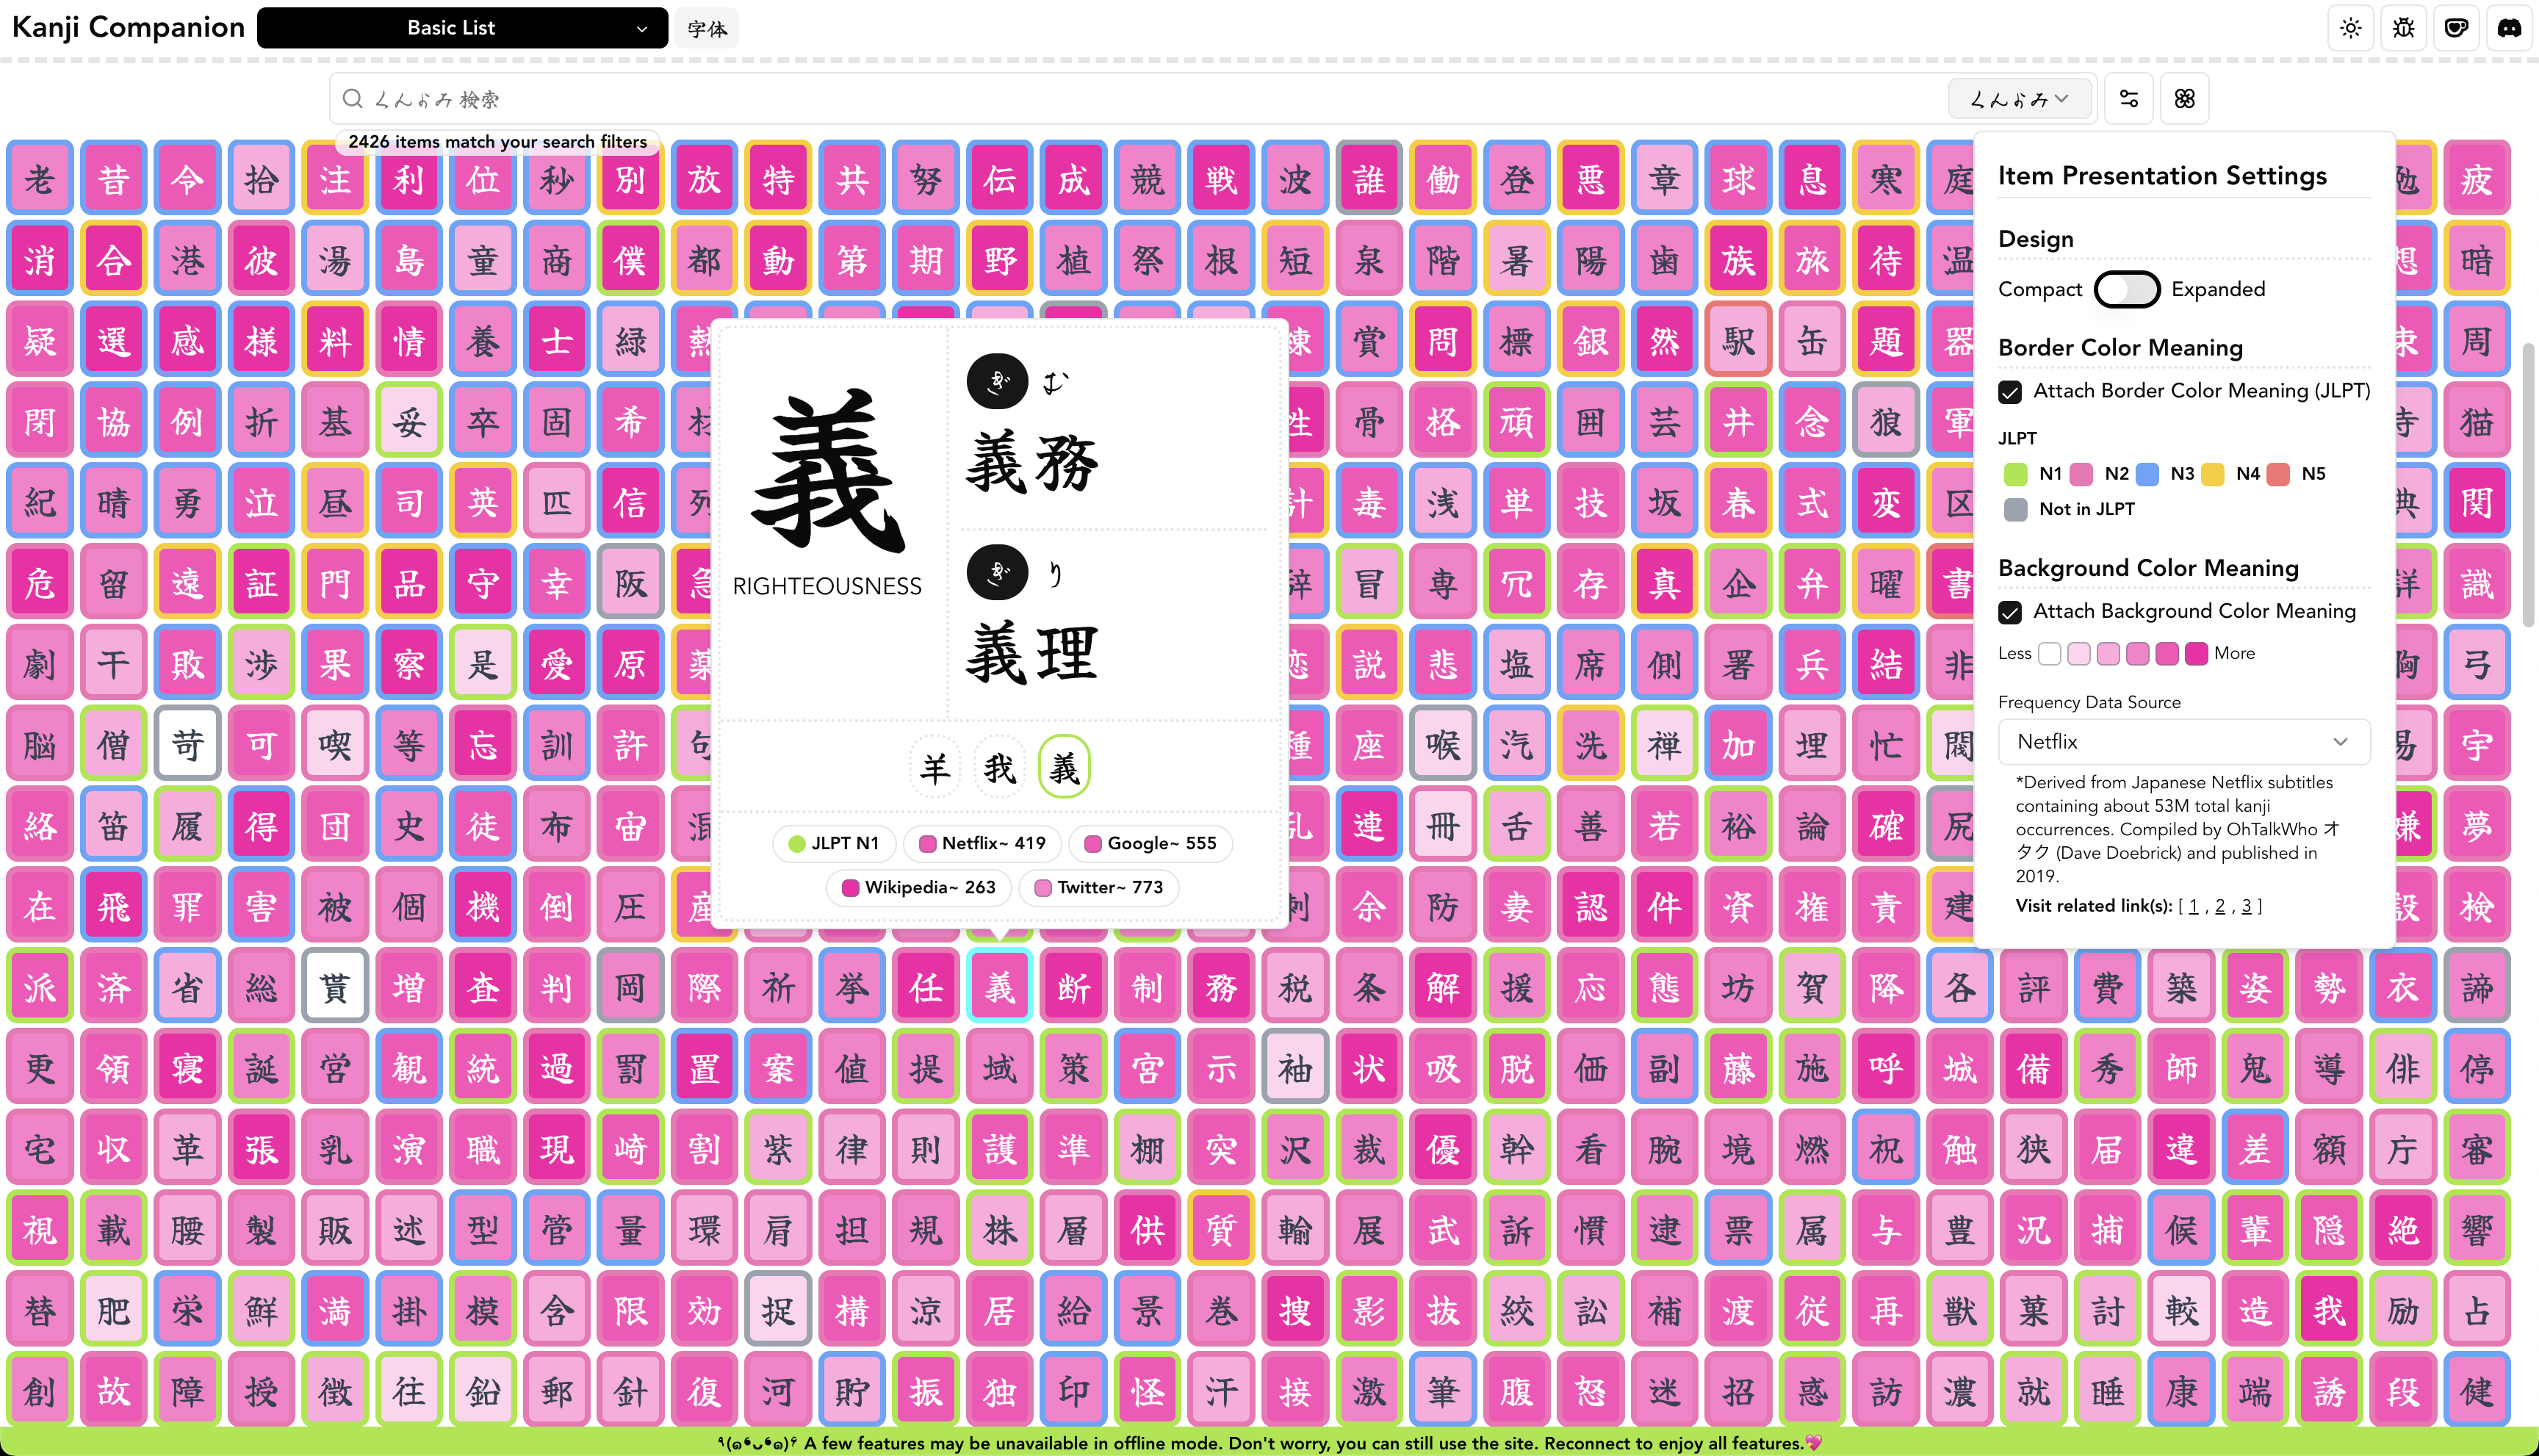 Kanji Companion Basic List 字体
くんよみ 検索 くんよみ
2426 items match your search filters
老 昔 令 拾 注 利 位 秒 別 放 特 共 努 伝 成 競 戦 波 誰 働 登 悪 章 球 息 寒 庭 疲
消 合 港 彼 湯 島 童 商 僕 都 動 第 期 野 植 祭 根 短 泉 階 暑 陽 歯 族 旅 待 温 想 暗
疑 選 感 様 料 情 養 士 緑 熱 賞 問 標 銀 然 駅 缶 題 器 周
閉 協 例 折 基 妥 卒 固 希 材 性 骨 格 頑 囲 芸 井 念 狼 軍 猫
紀 晴 勇 泣 昼 司 英 匹 信 列 計 毒 浅 単 技 坂 春 式 変 区 典 関
危 留 遠 証 門 品 守 幸 阪 急 辞 冒 専 冗 存 真 企 弁 曜 書 詳 識
劇 干 敗 渉 果 察 是 愛 原 薬 恋 説 悲 塩 席 側 署 兵 結 非 胸 弓
脳 僧 苛 可 喫 等 忘 訓 許 句 種 座 喉 汽 洗 禅 加 埋 忙 閥 易 宇
絡 笛 履 得 団 史 徒 布 宙 混 乱 連 冊 舌 善 若 裕 論 確 尻 嫌 夢
在 飛 罪 害 被 個 機 倒 圧 産 刺 余 防 妻 認 件 資 権 責 建 設 検
派 済 省 総 貰 増 査 判 岡 際 祈 挙 任 義 断 制 務 税 条 解 援 応 態 坊 賀 降 各 評 費 築 姿 勢 衣 諦
更 領 寝 誕 営 観 統 過 罰 置 案 値 提 域 策 宮 示 袖 状 吸 脱 価 副 藤 施 呼 城 備 秀 師 鬼 導 俳 停
宅 収 革 張 乳 演 職 現 崎 割 紫 律 則 護 準 棚 突 沢 裁 優 幹 看 腕 境 燃 祝 触 狭 届 違 差 額 庁 審
視 載 腰 製 販 述 型 管 量 環 肩 担 規 株 層 供 質 輸 展 武 訴 慣 逮 票 属 与 豊 況 捕 候 輩 隠 絶 響
替 肥 栄 鮮 満 掛 模 含 限 効 捉 構 涼 居 給 景 巻 捜 影 抜 絞 訟 補 渡 従 再 獣 菓 討 較 造 我 励 占
創 故 障 授 徴 往 鉛 郵 針 復 河 貯 振 独 印 怪 汗 接 激 筆 腹 怒 迷 招 惑 訪 濃 就 睡 康 端 誘 段 健
義
RIGHTEOUSNESS
ぎ む
義務
ぎ り
義理
羊 我 義
JLPT N1 Netflix~ 419 Google~ 555
Wikipedia~ 263 Twitter~ 773
Item Presentation Settings
Design
Compact Expanded
Border Color Meaning
Attach Border Color Meaning (JLPT)
JLPT
N1 N2 N3 N4 N5
Not in JLPT
Background Color Meaning
Attach Background Color Meaning
Less More
Frequency Data Source
Netflix
*Derived from Japanese Netflix subtitles
containing about 53M total kanji
occurrences. Compiled by OhTalkWho オ
タク (Dave Doebrick) and published in
2019.
Visit related link(s): [ 1 , 2 , 3 ]
A few features may be unavailable in offline mode. Don't worry, you can still use the site. Reconnect to enjoy all features.💖